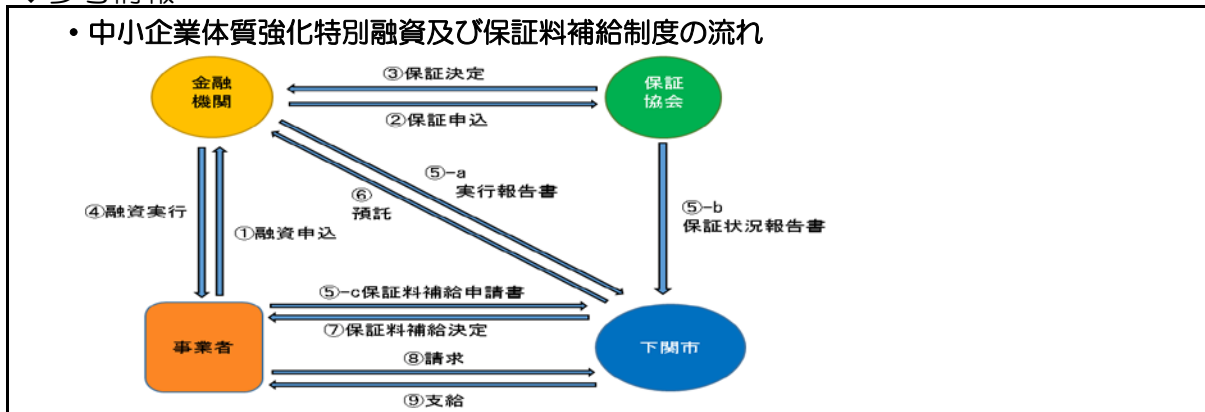 ・中小企業体質強化特別融資及び保証料補給制度の流れ
③保証決定
金融
機関
保証
協会
②保証申込
⑤-a
実行報告書
⑥
預託
⑤-b
保証状況報告書
④融資実行
①融資申込
⑤-c保証料補給申請書
⑦保証料補給決定
事業者
下関市
⑧請求
⑨支給